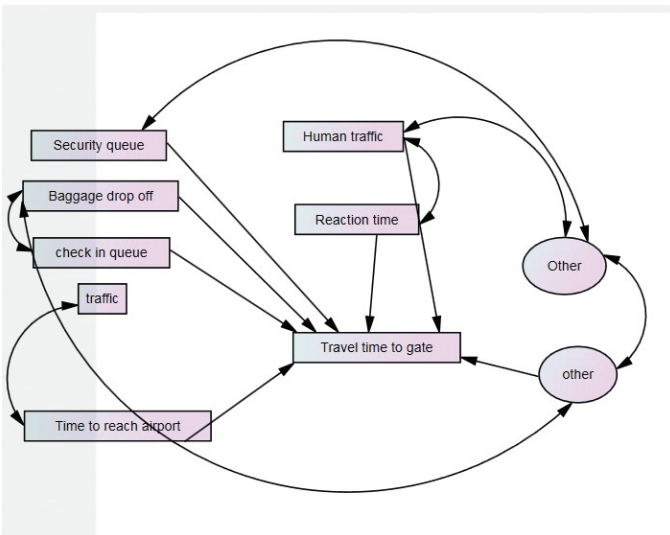 Security queue
Human traffic
Baggage drop off
Reaction time
check in queue
Other
traffic
Travel time to gate
other
Time to reach airport